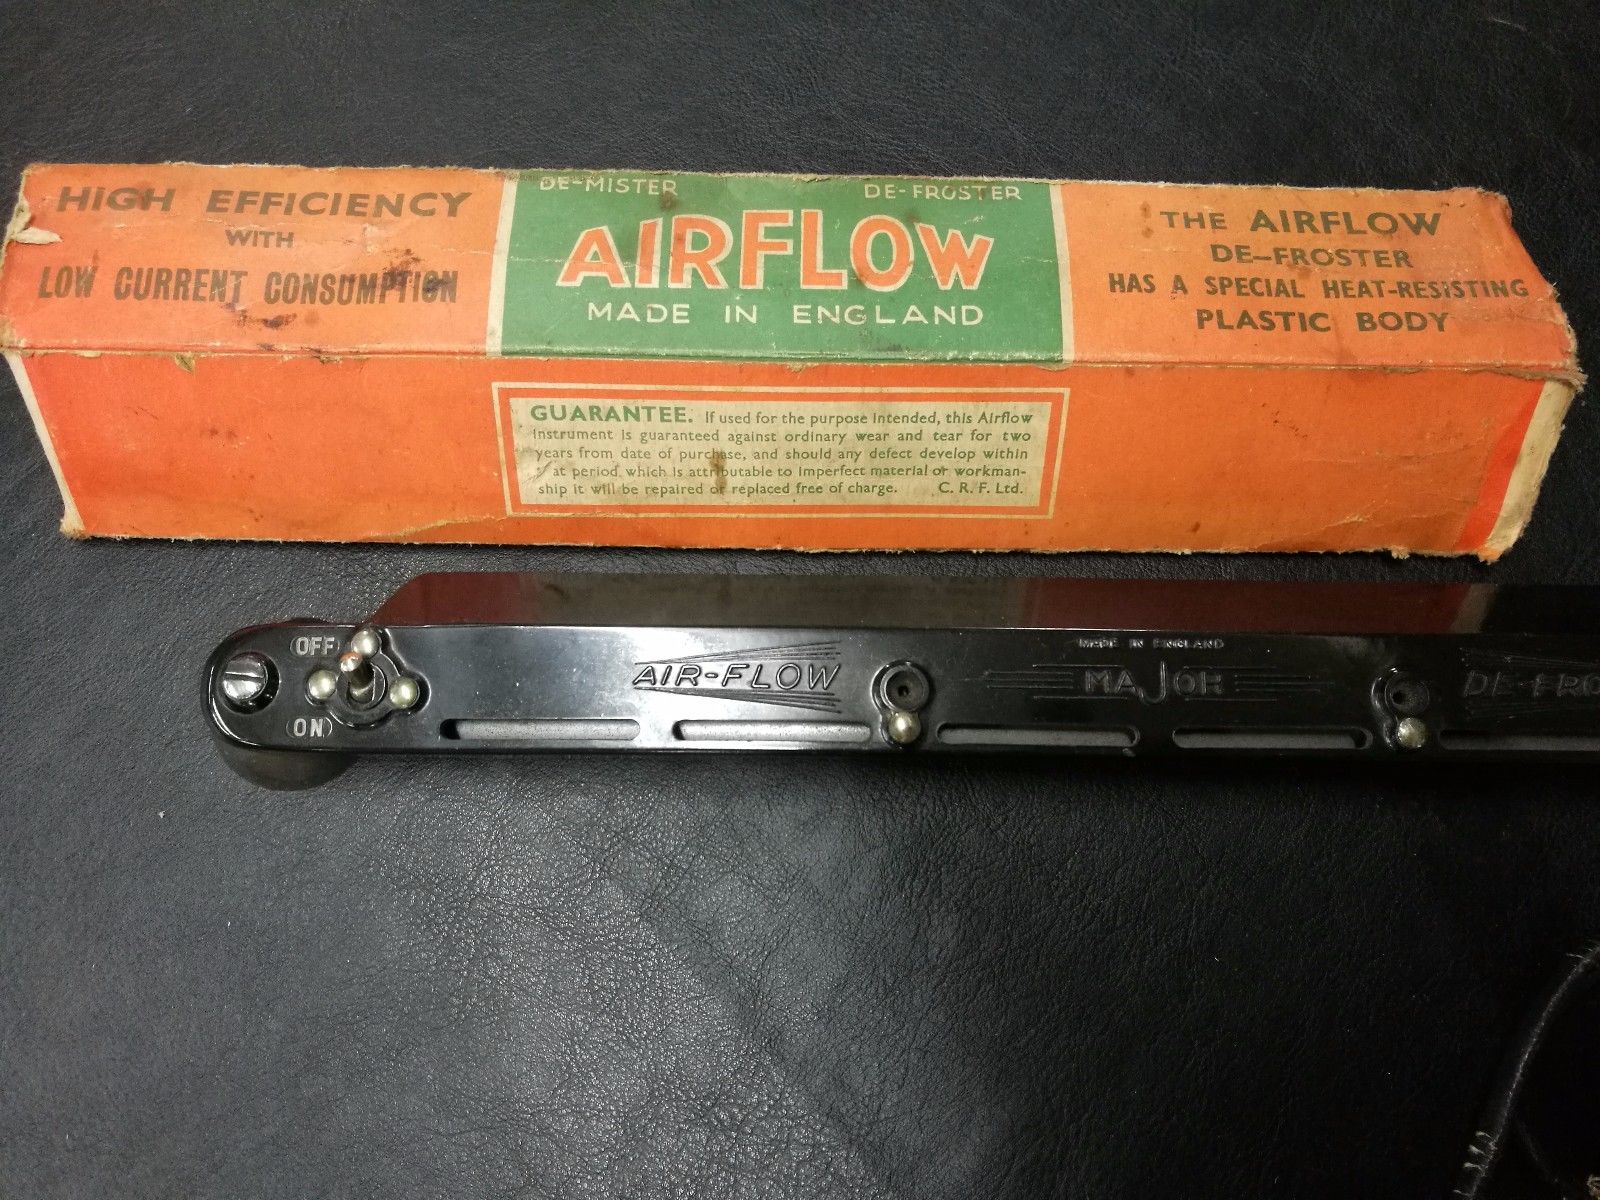 HIGH EFFICIENCY
WITH
LOW CURRENT CONSUMPTION
DE-MISTER DE-FROSTER
AIRFLOW
MADE IN ENGLAND
THE AIRFLOW
DE-FROSTER
HAS A SPECIAL HEAT-RESISTING
PLASTIC BODY
GUARANTEE. If used for the purpose intended, this Airflow
Instrument is guaranteed against ordinary wear and tear for two
years from date of purchase, and should any defect develop within
at period which is attributable to imperfect material or workman-
ship it will be repaired or replaced free of charge. C. R. F. Ltd.
OFF
ON
AIR-FLOW
MADE IN ENGLAND
MAJOR
DE-FRO